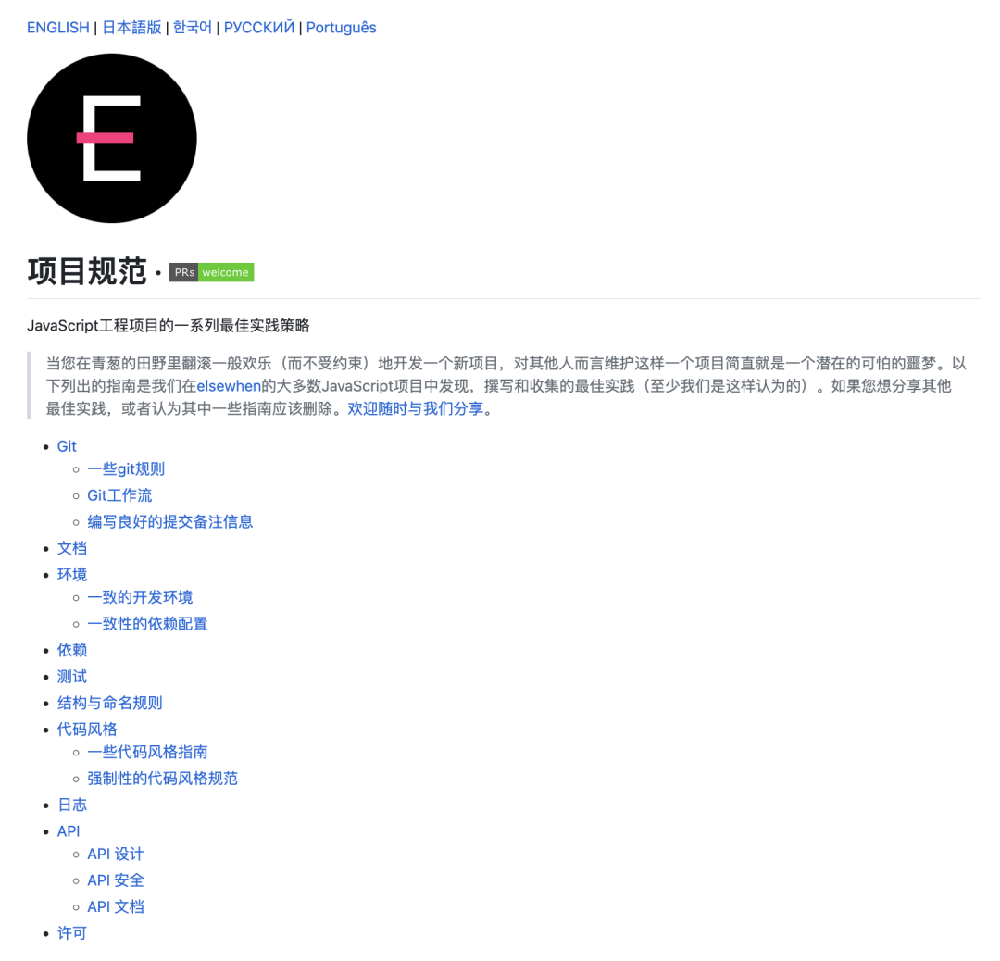 ENGLISH | 日本語版 | 한국어 | РУССКИЙ | Português
E
项目规范 · PRs welcome
JavaScript工程项目的一系列最佳实践策略
当您在青葱的田野里翻滚一般欢乐（而不受约束）地开发一个新项目，对其他人而言维护这样一个项目简直就是一个潜在的可怕的噩梦。以
下列出的指南是我们在elsewhen的大多数JavaScript项目中发现，撰写和收集的最佳实践（至少我们是这样认为的）。如果您想分享其他
最佳实践，或者认为其中一些指南应该删除。欢迎随时与我们分享。
Git
一些git规则
Git工作流
编写良好的提交备注信息
文档
环境
一致的开发环境
一致性的依赖配置
依赖
测试
结构与命名规则
代码风格
一些代码风格指南
强制性的代码风格规范
日志
API
API 设计
API 安全
API 文档
许可